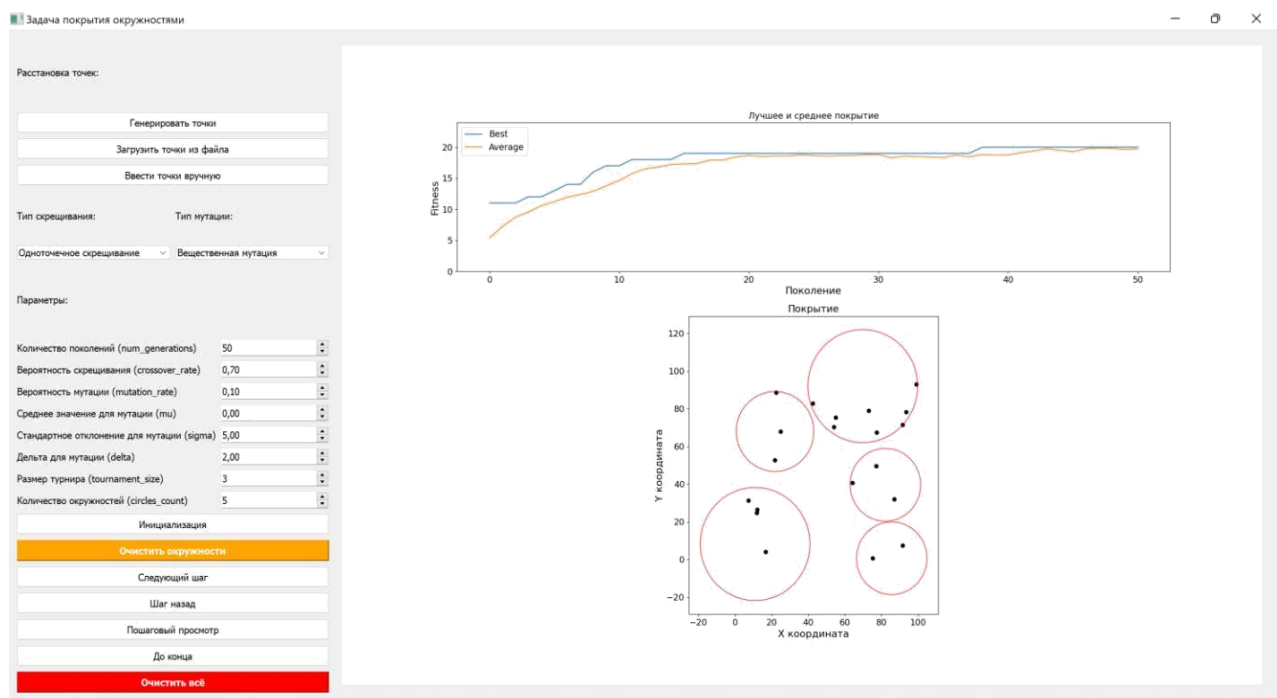 Задача покрытия окружностями
Расстановка точек:
Генерировать точки
Загрузить точки из файла
Ввести точки вручную
Тип скрещивания: Тип мутации:
Одноточечное скрещивание Вещественная мутация
Параметры:
Количество поколений (num_generations) 50
Вероятность скрещивания (crossover_rate) 0,70
Вероятность мутации (mutation_rate) 0,10
Среднее значение для мутации (mu) 0,00
Стандартное отклонение для мутации (sigma) 5,00
Дельта для мутации (delta) 2,00
Размер турнира (tournament_size) 3
Количество окружностей (circles_count) 5
Инициализация
Очистить окружности
Следующий шаг
Шаг назад
Пошаговый просмотр
До конца
Очистить всё
Лучшее и среднее покрытие
Best
Average
Fitness
20
15
10
5
0
0 10 20 30 40 50
Поколение
Покрытие
Y координата
120
100
80
60
40
20
0
−20
−20 0 20 40 60 80 100
X координата